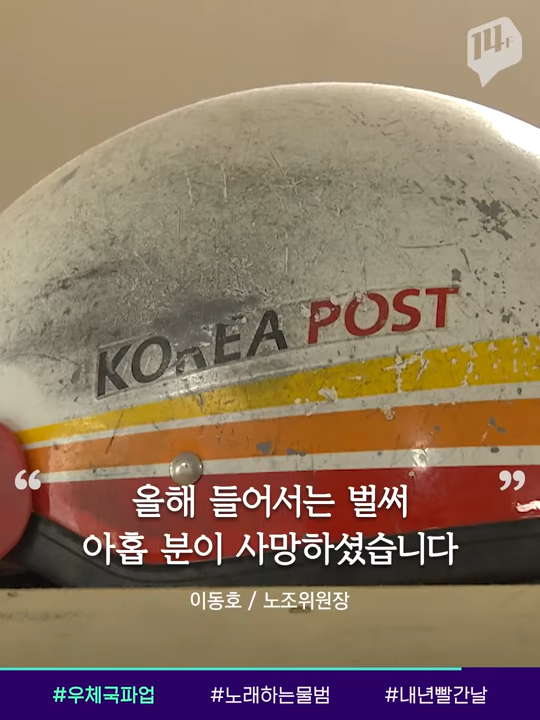 14F
KOREA POST
“올해 들어서는 벌써
아홉 분이 사망하셨습니다”
이동호 / 노조위원장
#우체국파업 #노래하는물범 #내년빨간날